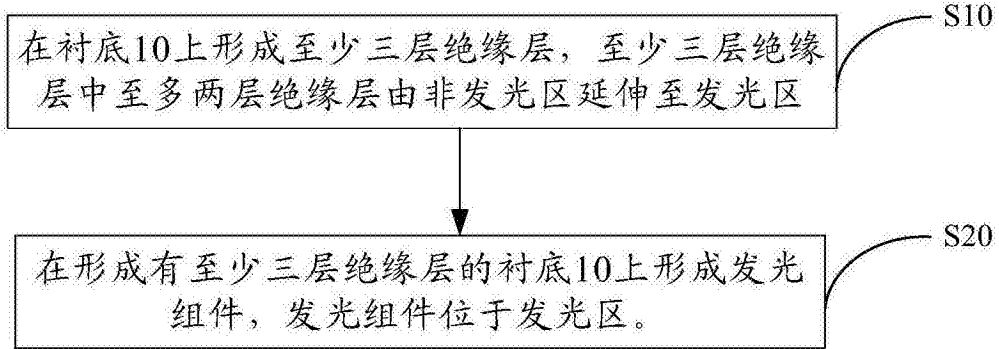 S10
在衬底10上形成至少三层绝缘层，至少三层绝缘
层中至多两层绝缘层由非发光区延伸至发光区
S20
在形成有至少三层绝缘层的衬底10上形成发光
组件，发光组件位于发光区。